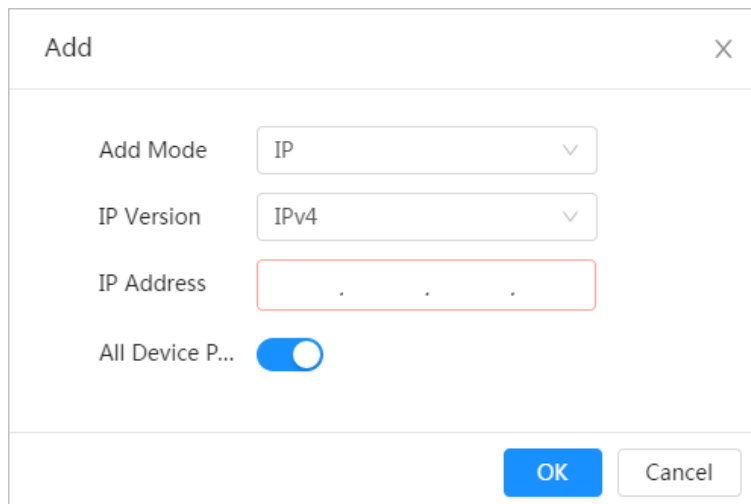 Add
Add Mode IP
IP Version IPv4
IP Address . . .
All Device P...
OK Cancel